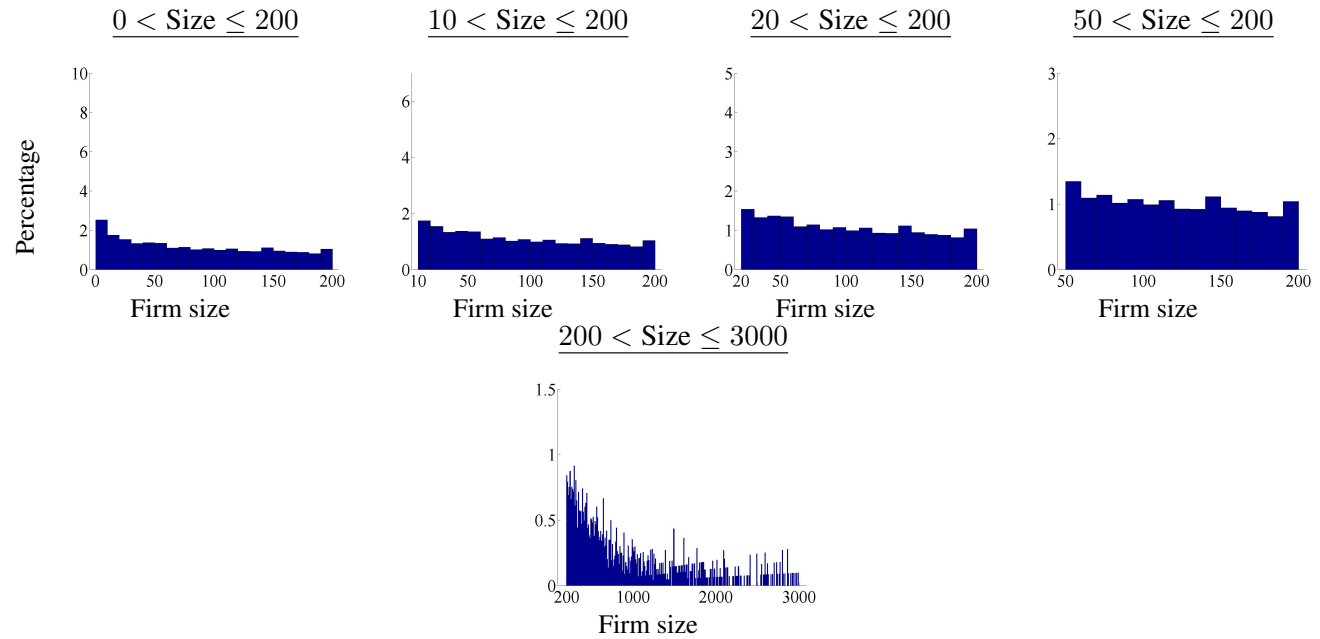 0 < Size ≤ 200
10 < Size ≤ 200
20 < Size ≤ 200
50 < Size ≤ 200
Percentage
10
8
6
4
2
0
0 50 100 150 200
Firm size
6
4
2
0
10 50 100 150 200
Firm size
5
4
3
2
1
0
20 50 100 150 200
Firm size
3
2
1
0
50 100 150 200
Firm size
200 < Size ≤ 3000
1.5
1
0.5
0
200 1000 2000 3000
Firm size